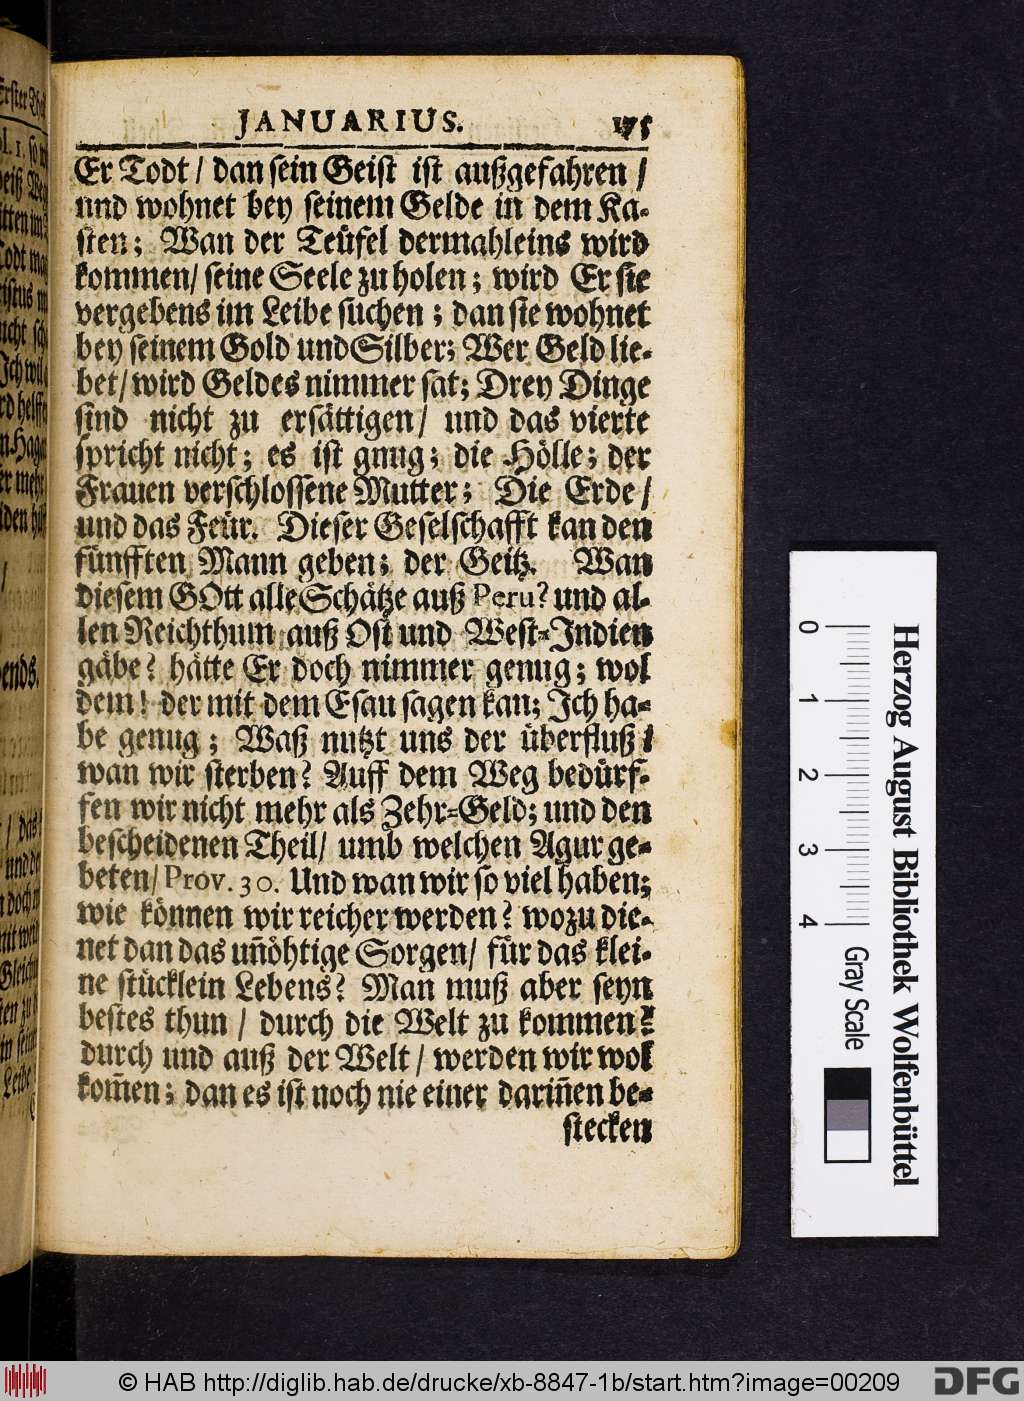 JANUARIUS. 175
Er Todt / dan sein Geist ist außgefahren /
und wohnet bey seinem Gelde in dem Ka-
sten; Wan der Teüfel dermahleins wird
kommen/ seine Seele zu holen; wird Er sie
vergebens im Leibe suchen; dan sie wohnet
bey seinem Gold und Silber; Wer Geld lie-
bet/ wird Geldes nimmer sat; Drey Dinge
sind nicht zu ersättigen/ und das vierte
spricht nicht; es ist gnug; die Hölle; der
Frauen verschlossene Mutter; Die Erde/
und das Feür. Dieser Geselschafft kan den
fünfften Mann geben; der Geitz. Wan
diesem GOtt alle Schätze auß Peru? und al-
len Reichthum auß Ost und West-Indien
gäbe? hätte Er doch nimmer genug; wol
dem! der mit dem Esau sagen kan; Ich ha-
be genug; Waß nutzt uns der überfluß/
wan wir sterben? Auff dem Weg bedürf-
fen wir nicht mehr als Zehr-Geld; und den
bescheidenen Theil/ umb welchen Agur ge-
beten/ Prov. 30. Und wan wir so viel haben;
wie können wir reicher werden? wozu die-
net dan das uñöhtige Sorgen/ für das klei-
ne stücklein Lebens? Man muß aber seyn
bestes thun / durch die Welt zu kommen?
durch und auß der Welt / werden wir wol
kom̃en; dan es ist noch nie einer dariñen be-
stecken
0
1
2
3
4
Gray Scale
Herzog August Bibliothek Wolfenbüttel
© HAB http://diglib.hab.de/drucke/xb-8847-1b/start.htm?image=00209
DFG